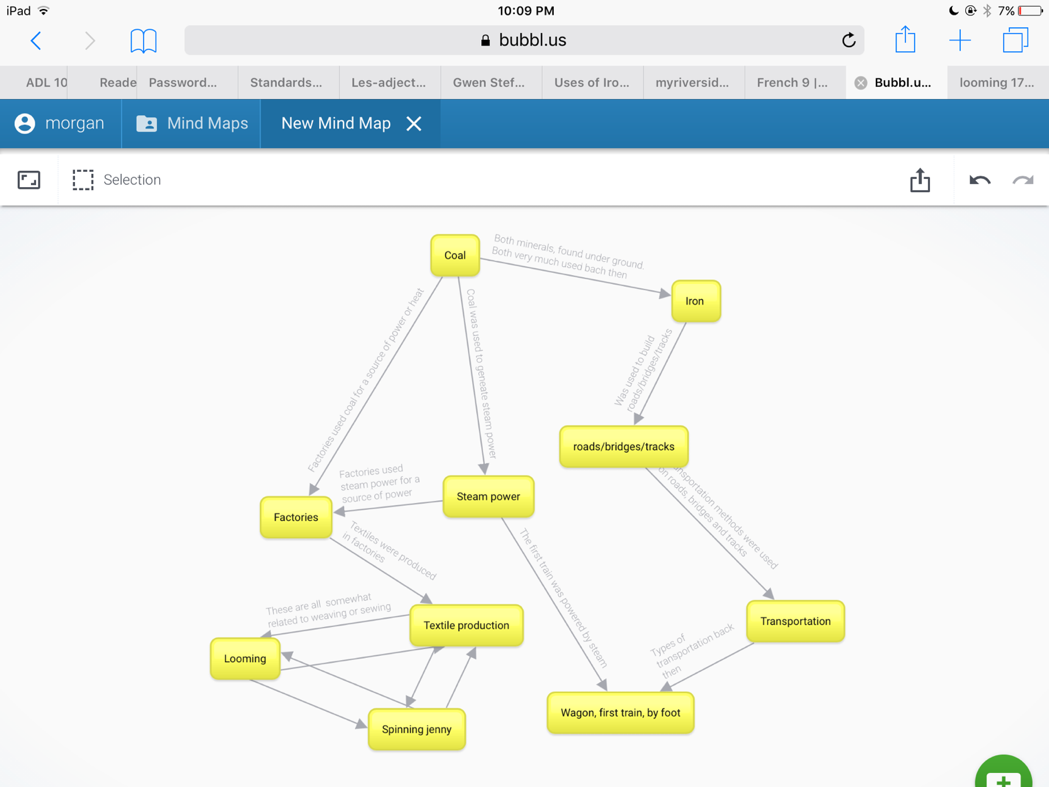 iPad
10:09 PM
7%
bubbl.us
ADL 10
Reade
Password...
Standards...
Les-adject...
Gwen Stef...
Uses of Iro...
myriversid...
French 9 |...
Bubbl.u...
looming 17...
morgan
Mind Maps
New Mind Map
Selection
Coal
Both minerals, found under ground.
Both very much used bach then
Iron
Factories used coal for a source of power or heat
Coal was used to geneate steam power
Was used to build
roads/bridges/tracks
roads/bridges/tracks
Factories used
steam power for a
source of power
Steam power
Factories
ansportation methods were used
on roads, bridges and tracks
Textiles were produced
in factories
The first train was powered by steam
These are all somewhat
related to weaving or sewing
Textile production
Transportation
Types of
transportation back
then
Looming
Wagon, first train, by foot
Spinning jenny